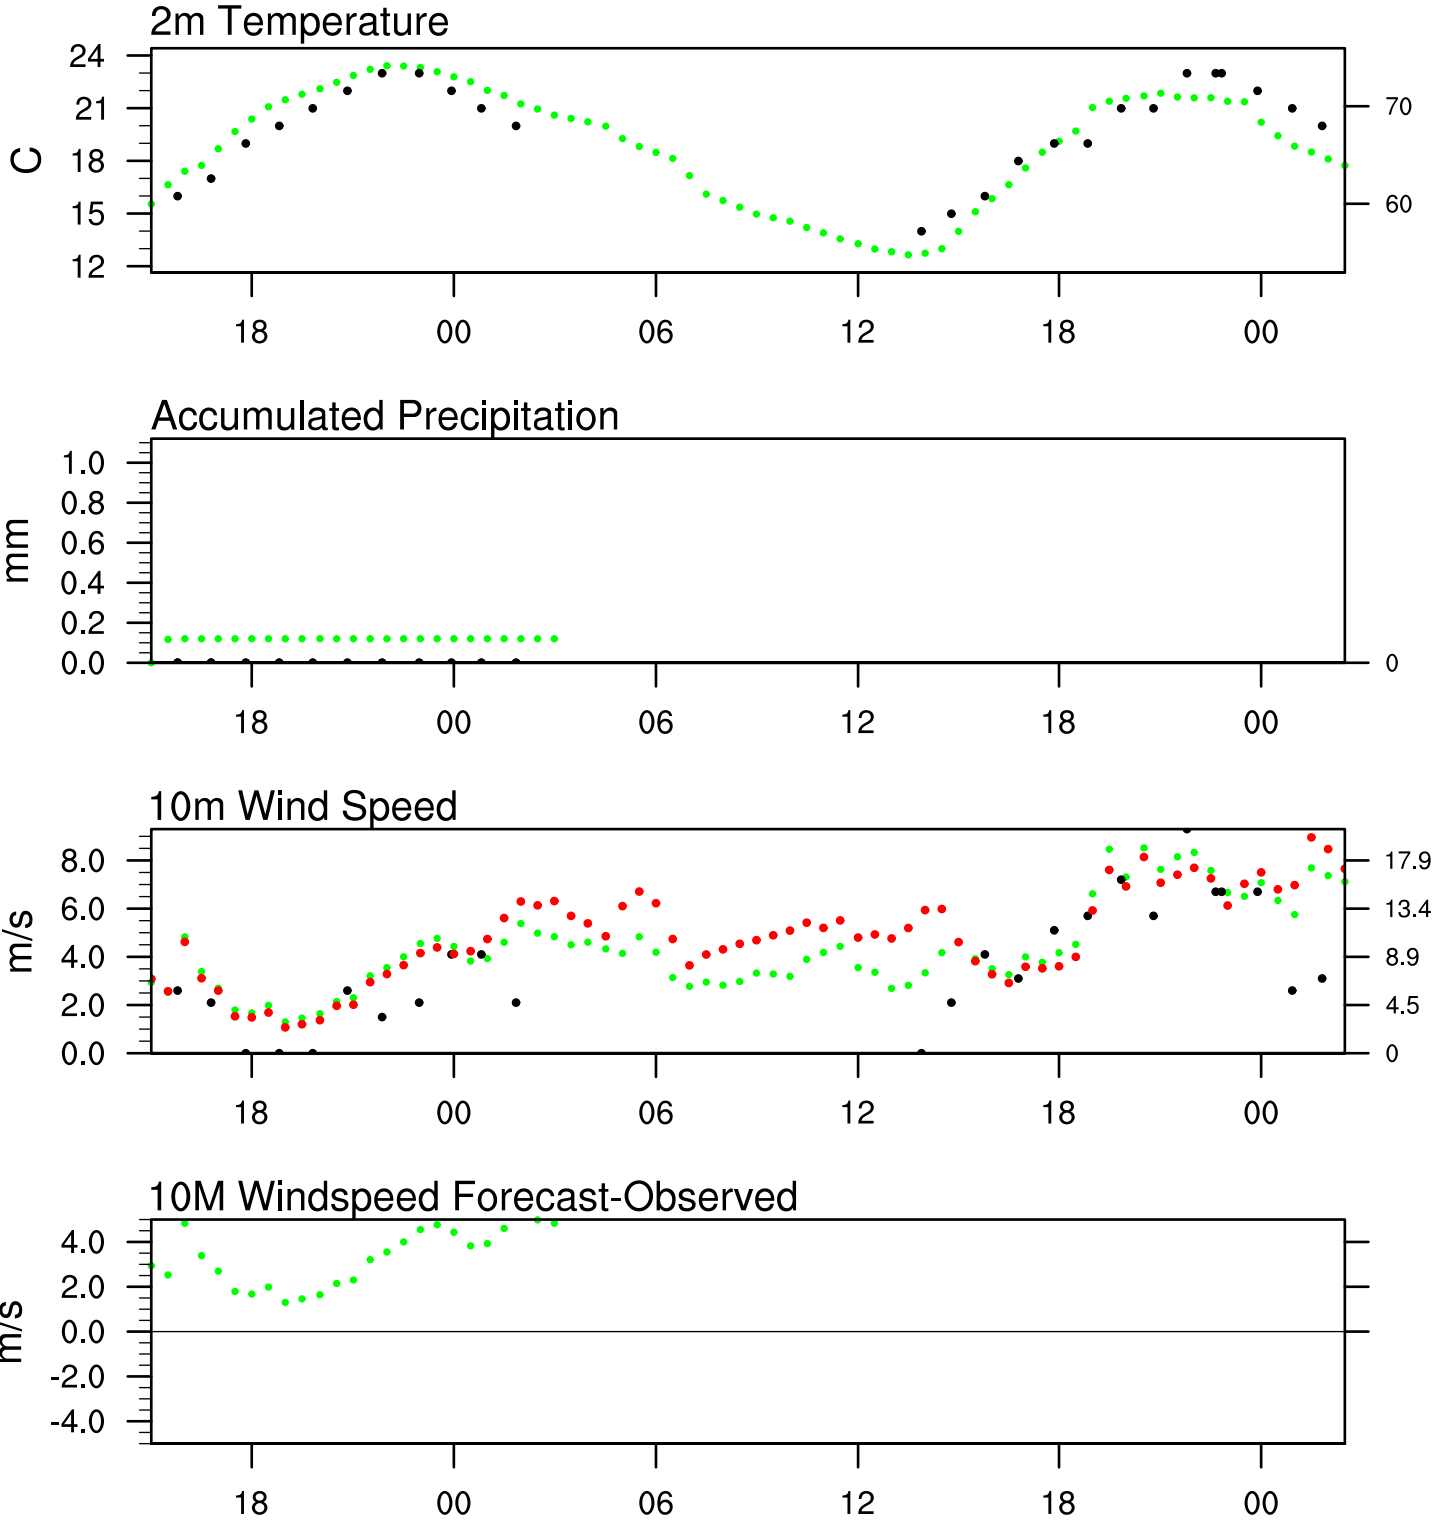 2m Temperature
C
24
21
18
15
12
70
60
18 00 06 12 18 00
Accumulated Precipitation
mm
1.0
0.8
0.6
0.4
0.2
0.0
0
18 00 06 12 18 00
10m Wind Speed
m/s
8.0
6.0
4.0
2.0
0.0
17.9
13.4
8.9
4.5
0
18 00 06 12 18 00
10M Windspeed Forecast-Observed
m/s
4.0
2.0
0.0
-2.0
-4.0
18 00 06 12 18 00